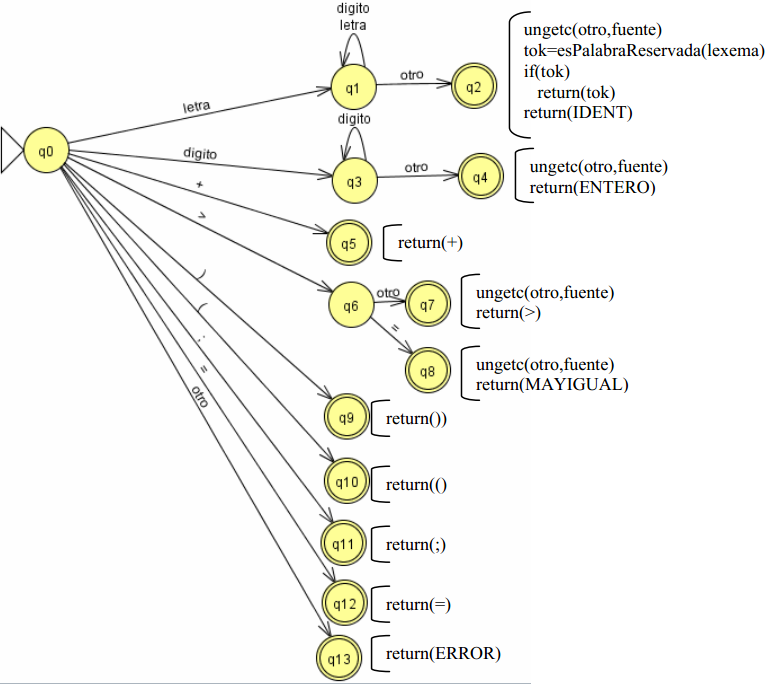 digito
letra
q1
otro
q2
ungetc(otro,fuente)
tok=esPalabraReservada(lexema)
if(tok)
return(tok)
return(IDENT)
letra
q0
digito
digito
q3
otro
q4
ungetc(otro,fuente)
return(ENTERO)
+
q5
return(+)
>
q6
otro
q7
ungetc(otro,fuente)
return(>)
=
q8
ungetc(otro,fuente)
return(MAYIGUAL)
)
q9
return())
(
q10
return(()
;
q11
return(;)
=
q12
return(=)
otro
q13
return(ERROR)